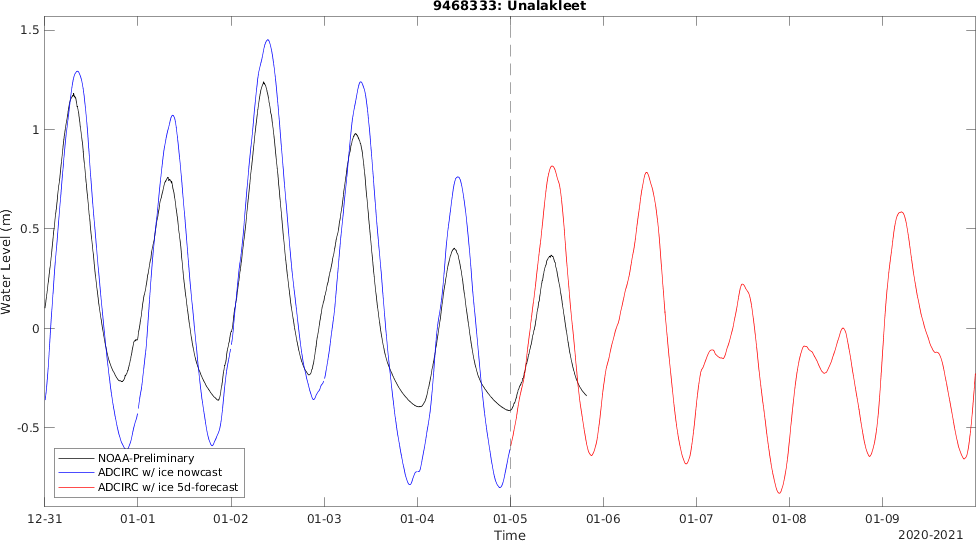 9468333: Unalakleet
1.5
1
0.5
0
-0.5
Water Level (m)
NOAA-Preliminary
ADCIRC w/ ice nowcast
ADCIRC w/ ice 5d-forecast
12-31 01-01 01-02 01-03 01-04 01-05 01-06 01-07 01-08 01-09
Time
2020-2021